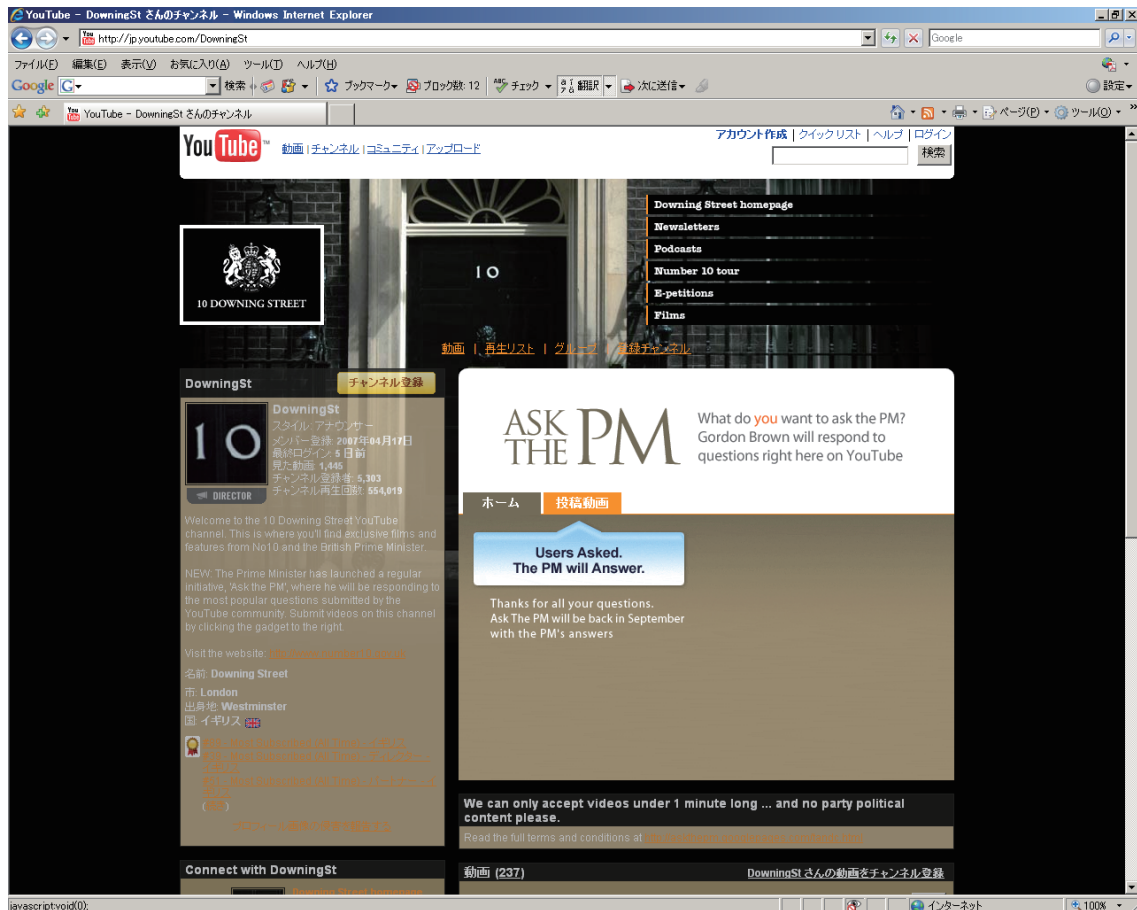 YouTube - DowningSt さんのチャンネル - Windows Internet Explorer
http://jp.youtube.com/DowningSt
Google
ファイル(F) 編集(E) 表示(V) お気に入り(A) ツール(T) ヘルプ(H)
Google G 検索 ブックマーク ブロック数: 12 チェック 翻訳 次に送信 設定
YouTube - DowningSt さんのチャンネル
ページ(P) ツール(O) »
アカウント作成 | クイックリスト | ヘルプ | ログイン
YouTube™ 動画 | チャンネル | コミュニティ | アップロード
検索
Downing Street homepage
Newsletters
Podcasts
Number 10 tour
E-petitions
Films
10
10 DOWNING STREET
動画 | 再生リスト | グループ | 登録チャンネル
DowningSt チャンネル登録
10
DIRECTOR
DowningSt
スタイル: アナウンサー
メンバー登録: 2007年04月17日
最終ログイン: 5 日前
見た動画: 1,445
チャンネル登録者: 5,303
チャンネル再生回数: 554,019
Welcome to the 10 Downing Street YouTube
channel. This is where you'll find exclusive films and
features from No10 and the British Prime Minister.
NEW: The Prime Minister has launched a regular
initiative, 'Ask the PM', where he will be responding to
the most popular questions submitted by the
YouTube community. Submit videos on this channel
by clicking the gadget to the right.
Visit the website:
名前: Downing Street
市: London
出身地: Westminster
国: イギリス
Connect with DowningSt
Downing Street homepage
ASK
THE PM
What do you want to ask the PM?
Gordon Brown will respond to
questions right here on YouTube
ホーム 投稿動画
Users Asked.
The PM will Answer.
Thanks for all your questions.
Ask The PM will be back in September
with the PM's answers
We can only accept videos under 1 minute long ... and no party political
content please.
Read the full terms and conditions at
動画 (237) DowningSt さんの動画をチャンネル登録
javascript:void(0); インターネット 100%